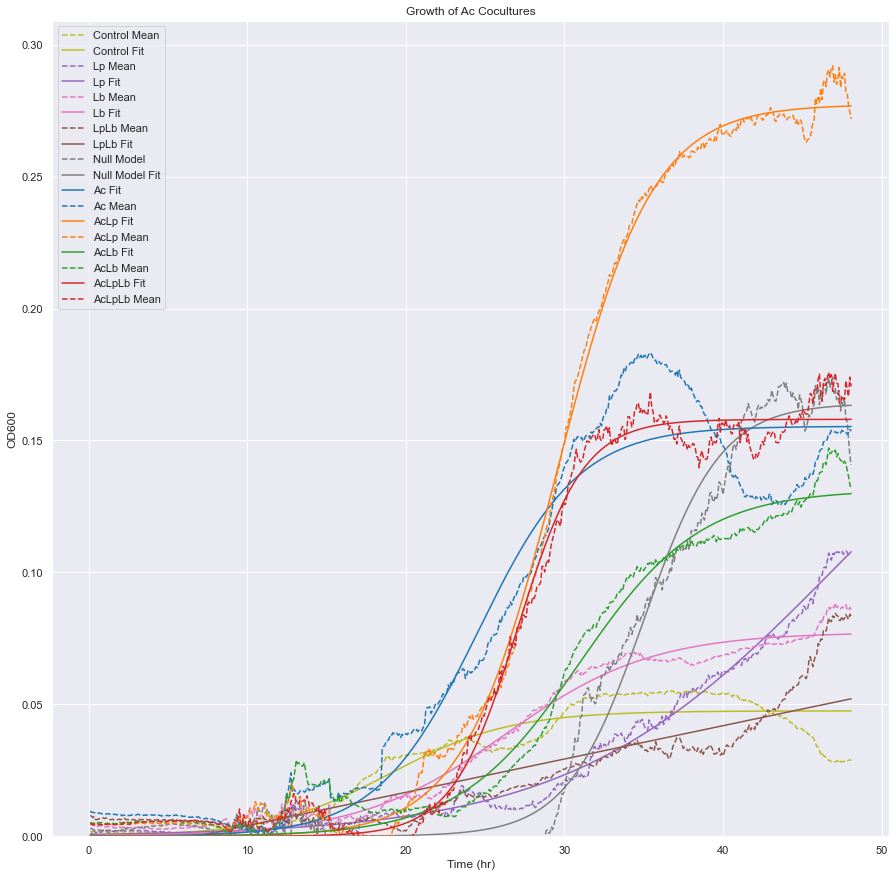 Growth of Ac Cocultures
Control Mean
Control Fit
Lp Mean
Lp Fit
Lb Mean
Lb Fit
LpLb Mean
LpLb Fit
Null Model
Null Model Fit
Ac Fit
Ac Mean
AcLp Fit
AcLp Mean
AcLb Fit
AcLb Mean
AcLpLb Fit
AcLpLb Mean
0.30
0.25
0.20
0.15
0.10
0.05
0.00
OD600
0
10
20
30
40
50
Time (hr)